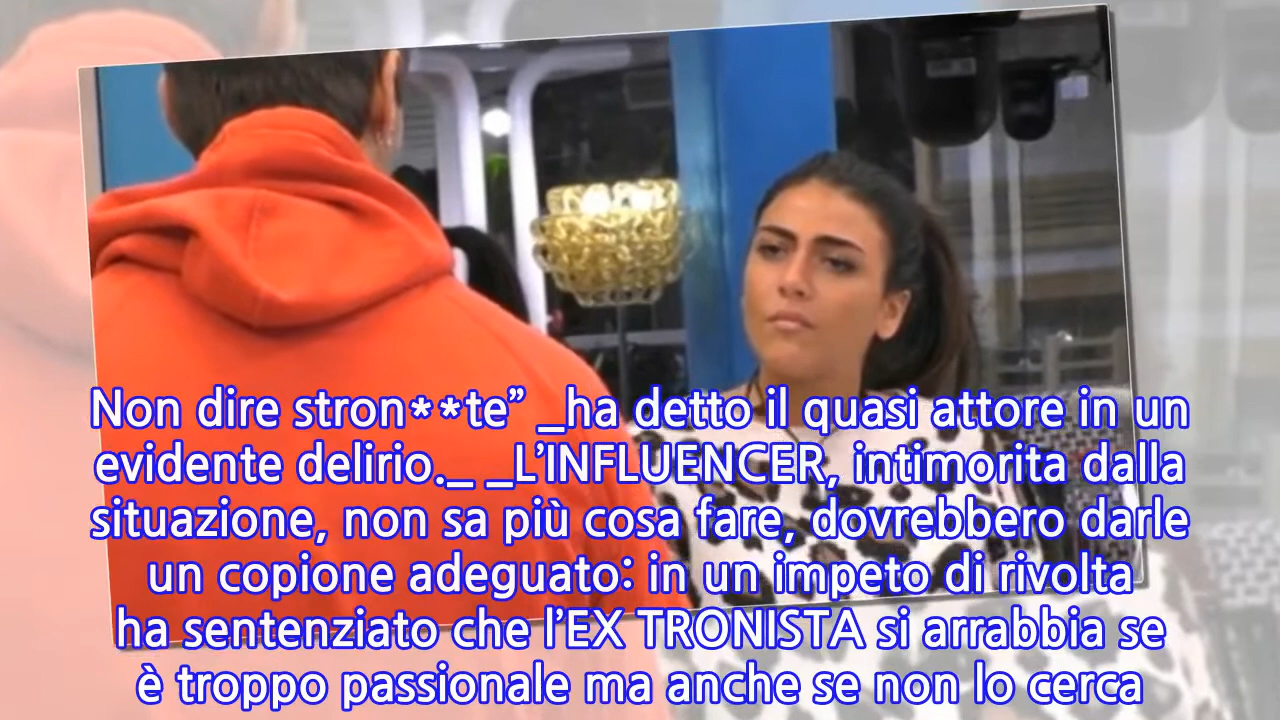 Non dire stron**te” _ha detto il quasi attore in un
evidente delirio._ _L’INFLUENCER, intimorita dalla
situazione, non sa più cosa fare, dovrebbero darle
un copione adeguato: in un impeto di rivolta
ha sentenziato che l’EX TRONISTA si arrabbia se
è troppo passionale ma anche se non lo cerca